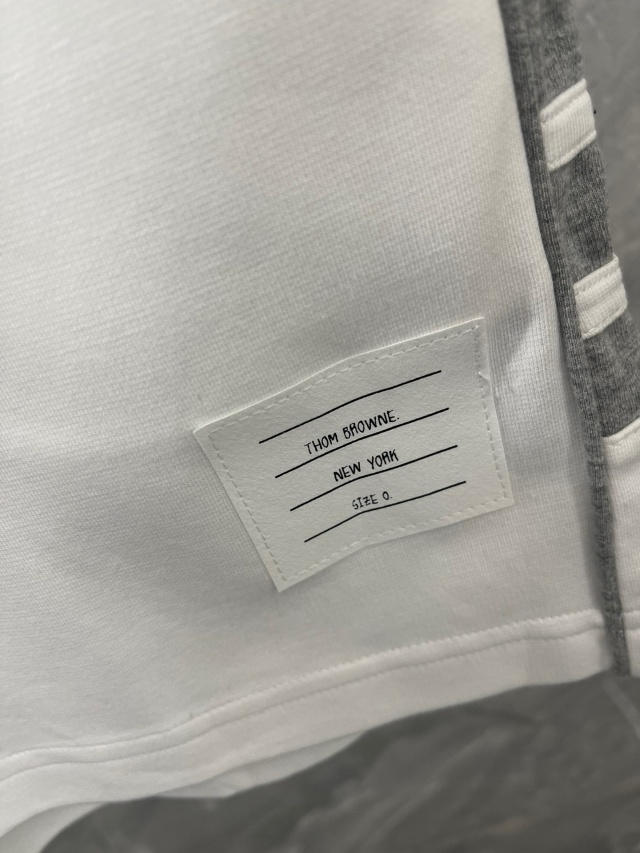 THOM BROWNE.
NEW YORK
SIZE 0.